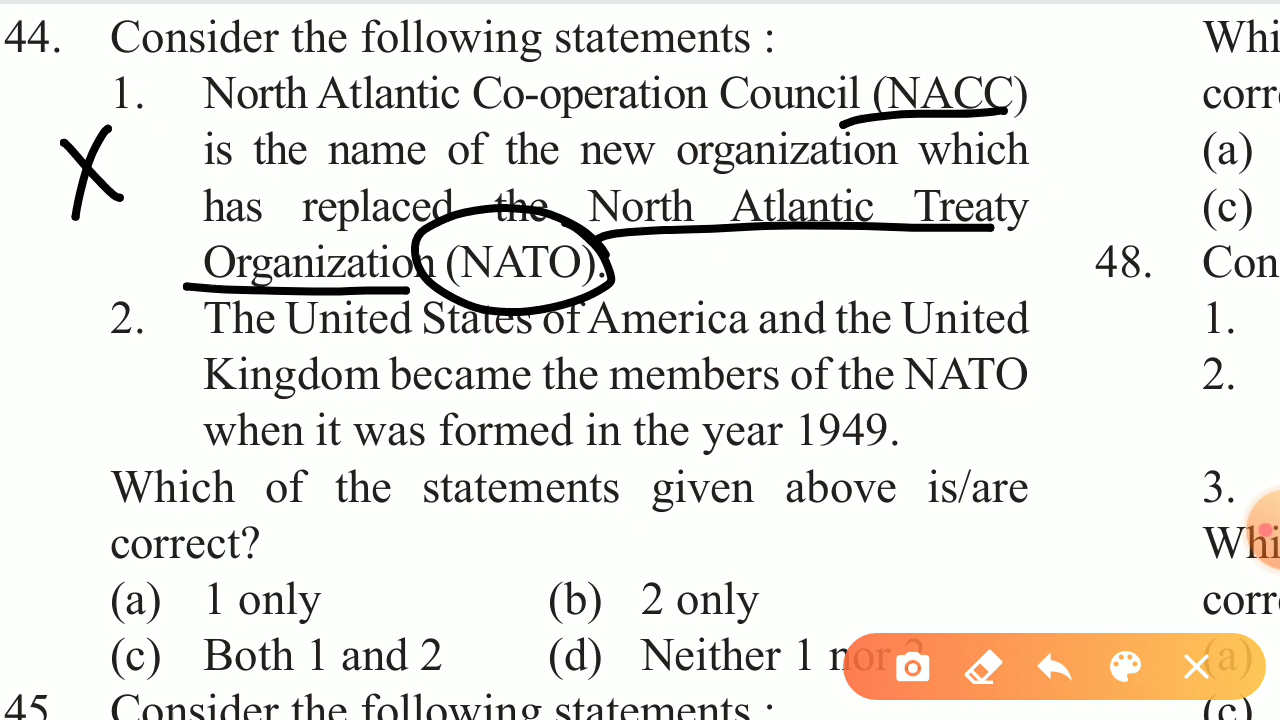 44. Consider the following statements :
1. North Atlantic Co-operation Council (NACC)
is the name of the new organization which
has replaced the North Atlantic Treaty
Organization (NATO).
2. The United States of America and the United
Kingdom became the members of the NATO
when it was formed in the year 1949.
Which of the statements given above is/are
correct?
(a) 1 only (b) 2 only
(c) Both 1 and 2 (d) Neither 1 nor 2
45 Consider the following statements :
(a)
(c)
48. Con
1.
2.
3.
(a)
(c)